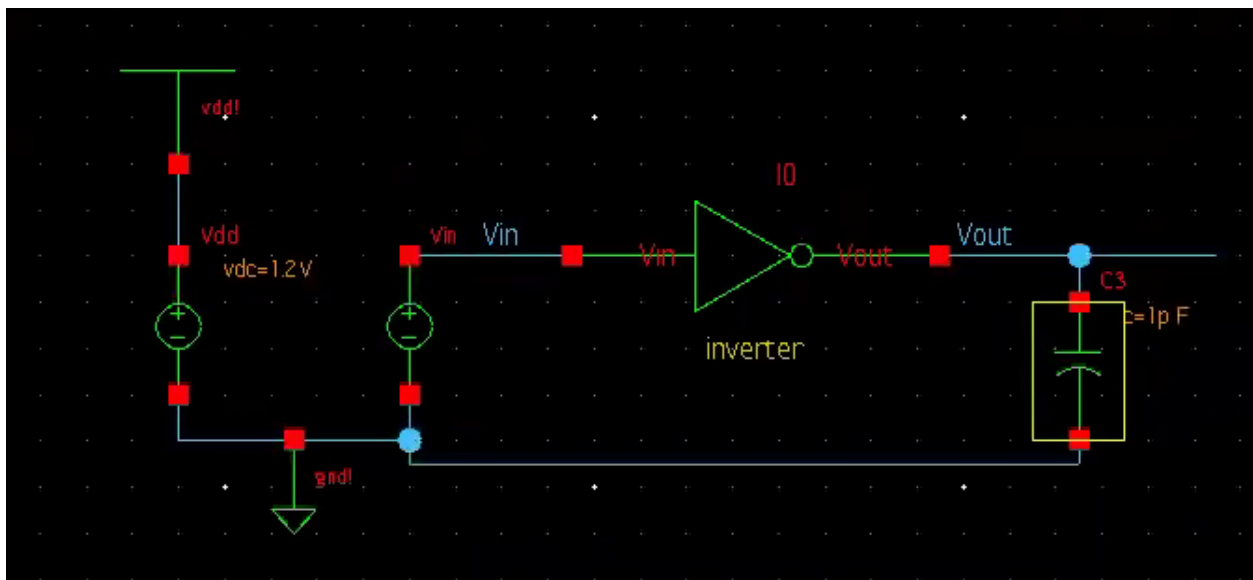 vdd!
I0
Vdd
vdc=1.2V
Vin
Vin
Vin
Vout
Vout
C3
c=1p F
inverter
gnd!